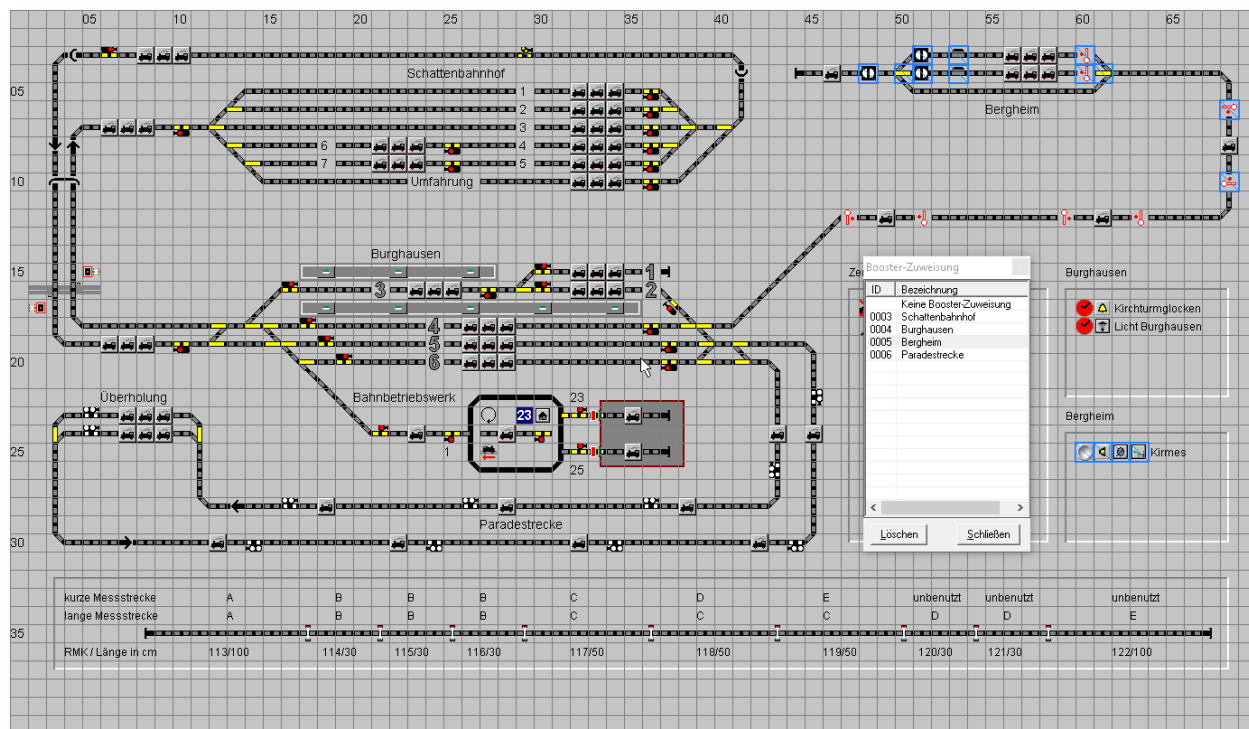 05 10 15 20 25 30 35 40 45 50 55 60 65
Schattenbahnhof
05
1
2
3
6 4
7 5
10
Umfahrung
Bergheim
Burghausen
15
1
3 2
4
5
20
6
Überholung
Bahnbetriebswerk
23
23
1
25
25
Paradestrecke
30
Booster-Zuweisung
ID Bezeichnung
Keine Booster-Zuweisung
0003 Schattenbahnhof
0004 Burghausen
0005 Bergheim
0006 Paradestrecke
Löschen Schließen
Burghausen
Kirchturmglocken
Licht Burghausen
Bergheim
Kirmes
kurze Messstrecke A B B B C D E unbenutzt unbenutzt unbenutzt
lange Messstrecke A B B B C C C D D E
35
RMK / Länge in cm 113/100 114/30 115/30 116/30 117/50 118/50 119/50 120/30 121/30 122/100